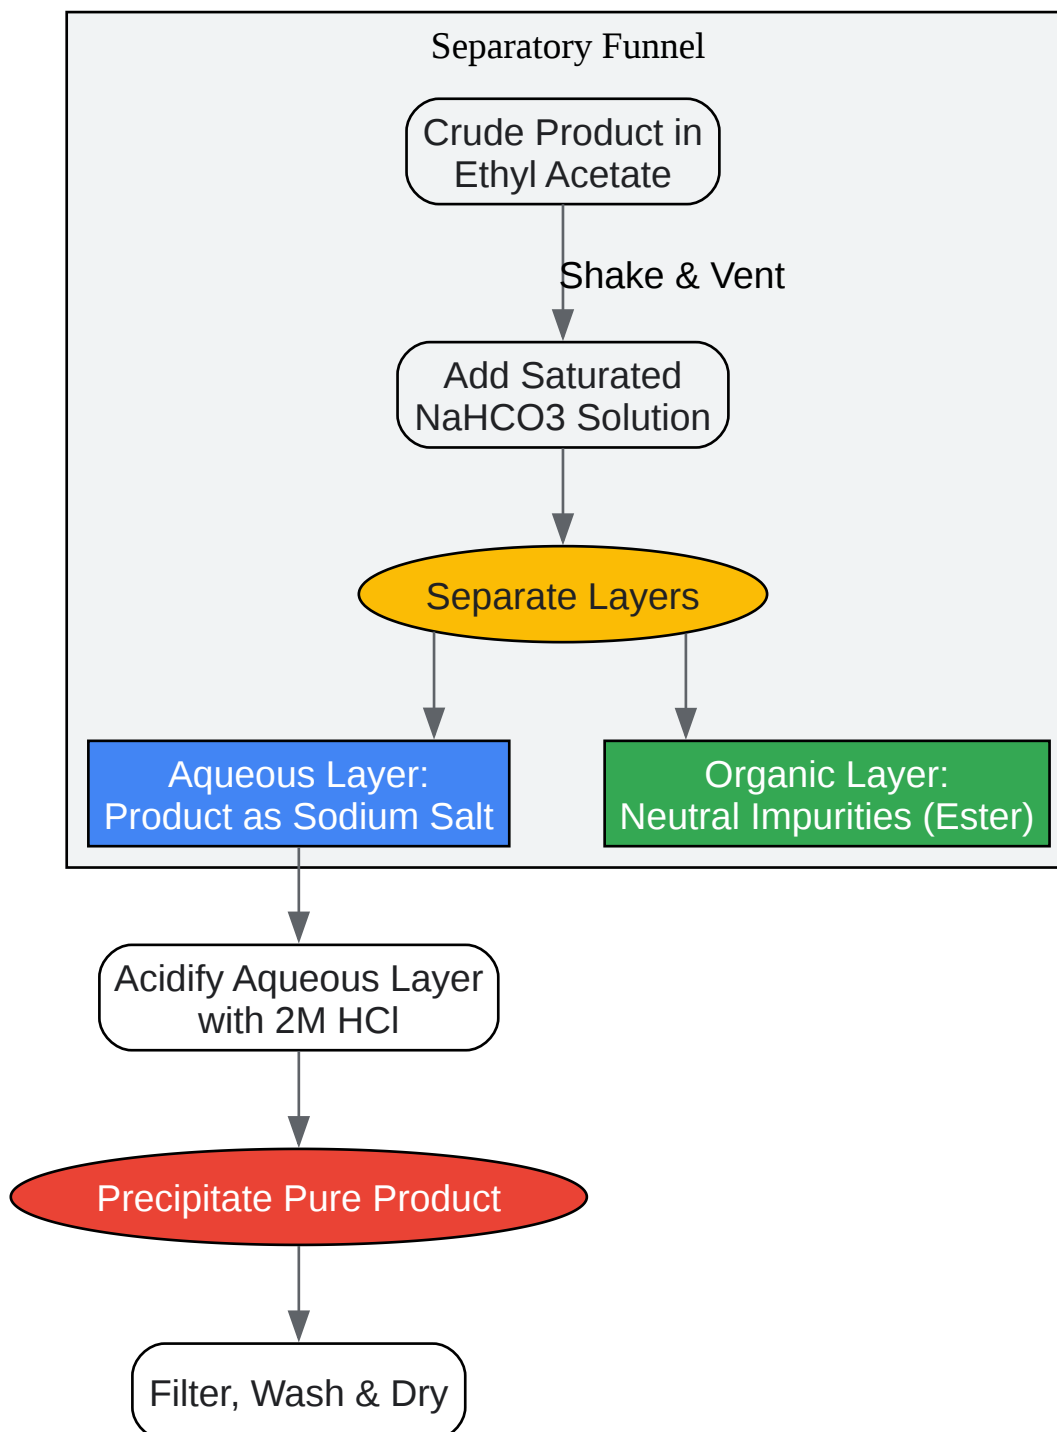 Separatory Funnel
Crude Product in
Ethyl Acetate
Shake & Vent
Add Saturated
NaHCO3 Solution
Separate Layers
Aqueous Layer:
Product as Sodium Salt
Organic Layer:
Neutral Impurities (Ester)
Acidify Aqueous Layer
with 2M HCl
Precipitate Pure Product
Filter, Wash & Dry